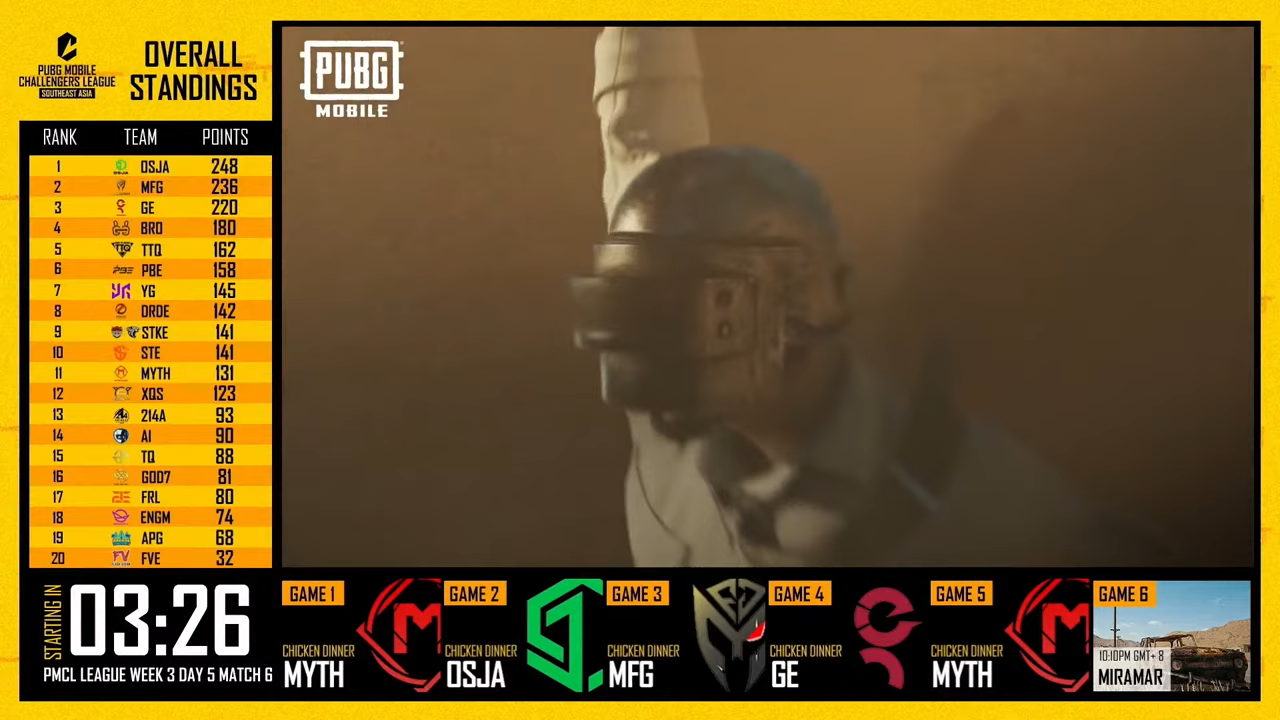 PUBG MOBILE
CHALLENGERS LEAGUE
SOUTHEAST ASIA
OVERALL
STANDINGS
RANK TEAM POINTS
1 OSJA 248
2 MFG 236
3 GE 220
4 BRO 180
5 TTQ 162
6 PBE 158
7 YG 145
8 DRDE 142
9 STKE 141
10 STE 141
11 MYTH 131
12 XQS 123
13 214A 93
14 AI 90
15 TQ 88
16 GOD7 81
17 FRL 80
18 ENGM 74
19 APG 68
20 FVE 32
PUBG
MOBILE
STARTING IN
03:26
PMCL LEAGUE WEEK 3 DAY 5 MATCH 6
GAME 1
CHICKEN DINNER
MYTH
GAME 2
CHICKEN DINNER
OSJA
GAME 3
CHICKEN DINNER
MFG
GAME 4
CHICKEN DINNER
GE
GAME 5
CHICKEN DINNER
MYTH
GAME 6
10:10PM GMT+ 8
MIRAMAR